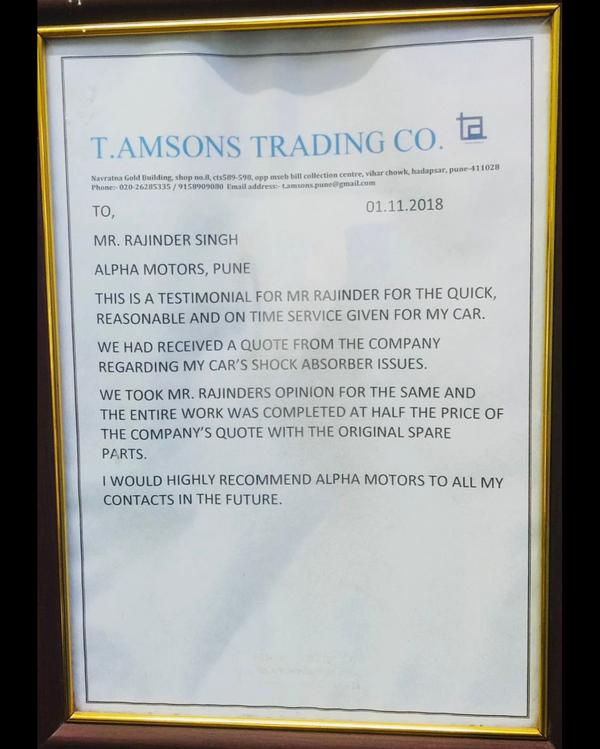 T.AMSONS TRADING CO.
ta
Navratna Gold Building, shop no.8, cts589-590, opp mseb bill collection centre, vihar chowk, hadapsar, pune-411028
Phone:- 020-26285335 / 9158909080 Email address:- t.amsons.pune@gmail.com
TO,
01.11.2018
MR. RAJINDER SINGH
ALPHA MOTORS, PUNE
THIS IS A TESTIMONIAL FOR MR RAJINDER FOR THE QUICK,
REASONABLE AND ON TIME SERVICE GIVEN FOR MY CAR.
WE HAD RECEIVED A QUOTE FROM THE COMPANY
REGARDING MY CAR'S SHOCK ABSORBER ISSUES.
WE TOOK MR. RAJINDERS OPINION FOR THE SAME AND
THE ENTIRE WORK WAS COMPLETED AT HALF THE PRICE OF
THE COMPANY'S QUOTE WITH THE ORIGINAL SPARE
PARTS.
I WOULD HIGHLY RECOMMEND ALPHA MOTORS TO ALL MY
CONTACTS IN THE FUTURE.